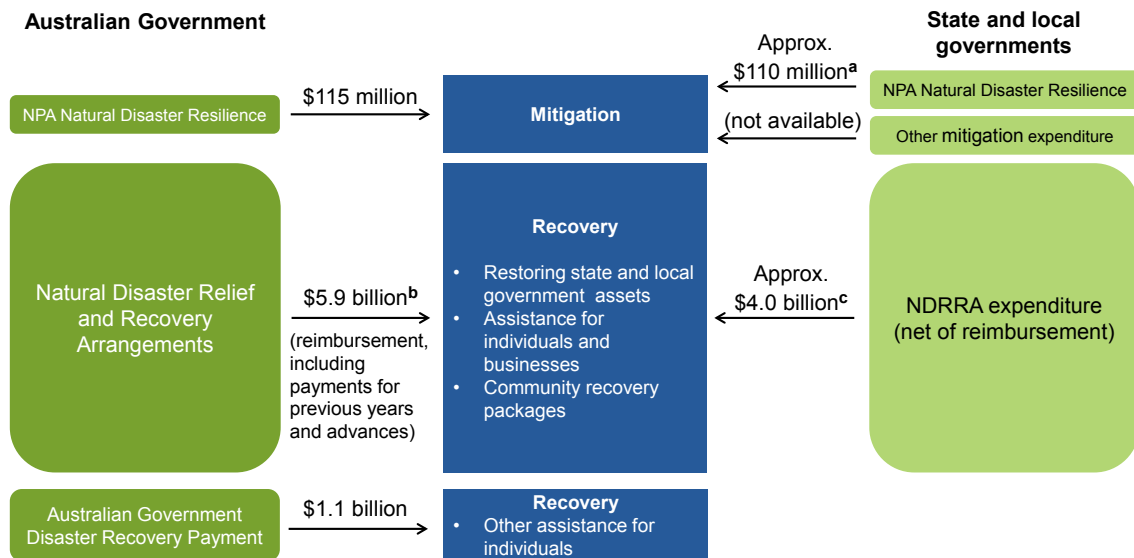 Australian Government
State and local
governments
NPA Natural Disaster Resilience
$115 million
Mitigation
Approx.
$110 millionᵃ
(not available)
NPA Natural Disaster Resilience
Other mitigation expenditure
Natural Disaster Relief
and Recovery
Arrangements
$5.9 billionᵇ
(reimbursement,
including
payments for
previous years
and advances)
Recovery
• Restoring state and local
government assets
• Assistance for
individuals and
businesses
• Community recovery
packages
Approx.
$4.0 billionᶜ
NDRRA expenditure
(net of reimbursement)
Australian Government
Disaster Recovery Payment
$1.1 billion
Recovery
• Other assistance for
individuals